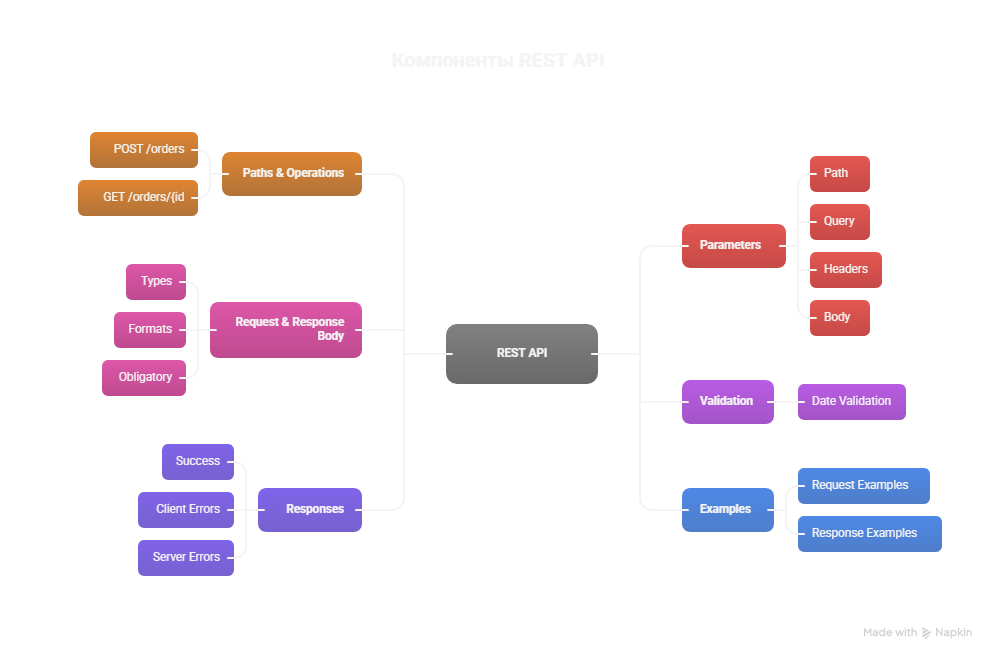 Компоненты REST API
POST /orders
GET /orders/{id
Paths & Operations
Types
Formats
Obligatory
Request & Response
Body
Success
Client Errors
Server Errors
Responses
REST API
Parameters
Path
Query
Headers
Body
Validation
Date Validation
Examples
Request Examples
Response Examples
Made with Napkin